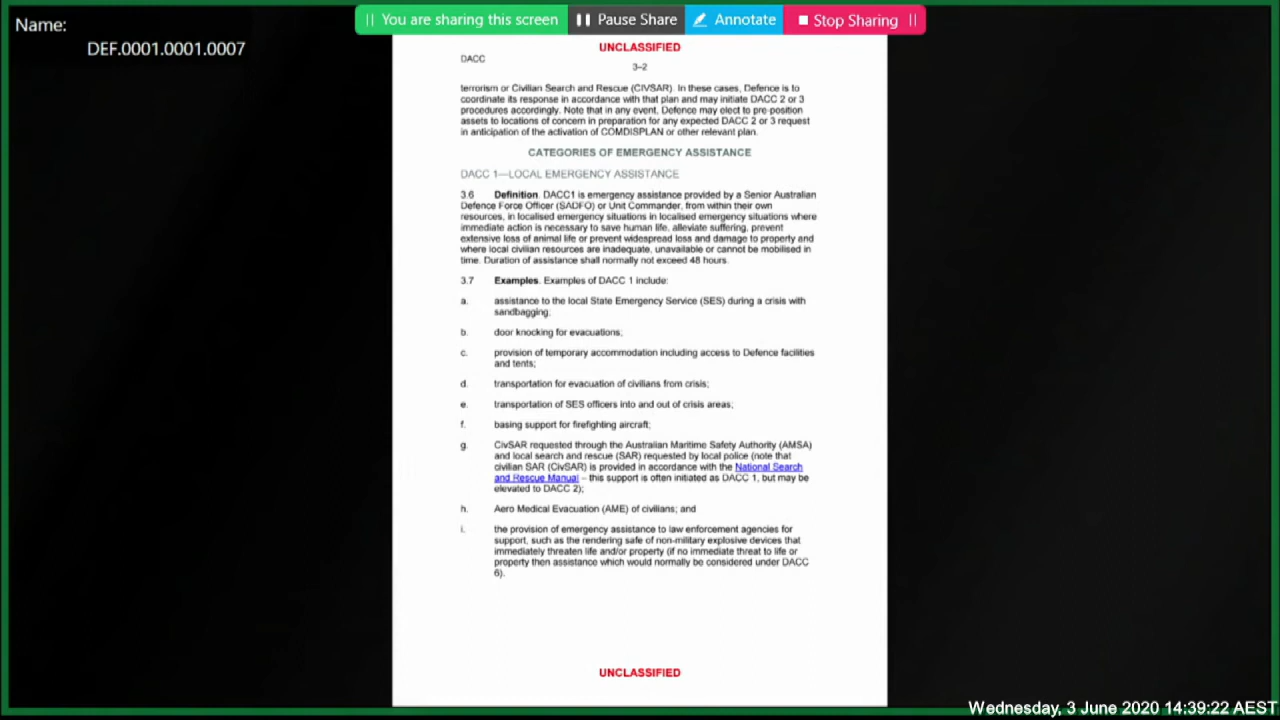 Name:
DEF.0001.0001.0007
You are sharing this screen
Pause Share
Annotate
Stop Sharing
UNCLASSIFIED
DACC
3–2
terrorism or Civilian Search and Rescue (CIVSAR). In these cases, Defence is to
coordinate its response in accordance with that plan and may initiate DACC 2 or 3
procedures accordingly. Note that in any event, Defence may elect to pre-position
assets to locations of concern in preparation for any expected DACC 2 or 3 request
in anticipation of the activation of COMDISPLAN or other relevant plan.
CATEGORIES OF EMERGENCY ASSISTANCE
DACC 1—LOCAL EMERGENCY ASSISTANCE
3.6 Definition. DACC1 is emergency assistance provided by a Senior Australian
Defence Force Officer (SADFO) or Unit Commander, from within their own
resources, in localised emergency situations in localised emergency situations where
immediate action is necessary to save human life, alleviate suffering, prevent
extensive loss of animal life or prevent widespread loss and damage to property and
where local civilian resources are inadequate, unavailable or cannot be mobilised in
time. Duration of assistance shall normally not exceed 48 hours.
3.7 Examples. Examples of DACC 1 include:
a. assistance to the local State Emergency Service (SES) during a crisis with
sandbagging;
b. door knocking for evacuations;
c. provision of temporary accommodation including access to Defence facilities
and tents;
d. transportation for evacuation of civilians from crisis;
e. transportation of SES officers into and out of crisis areas;
f. basing support for firefighting aircraft;
g. CivSAR requested through the Australian Maritime Safety Authority (AMSA)
and local search and rescue (SAR) requested by local police (note that
civilian SAR (CivSAR) is provided in accordance with the National Search
and Rescue Manual – this support is often initiated as DACC 1, but may be
elevated to DACC 2);
h. Aero Medical Evacuation (AME) of civilians; and
i. the provision of emergency assistance to law enforcement agencies for
support, such as the rendering safe of non-military explosive devices that
immediately threaten life and/or property (if no immediate threat to life or
property then assistance which would normally be considered under DACC
6).
UNCLASSIFIED
Wednesday, 3 June 2020 14:39:22 AEST